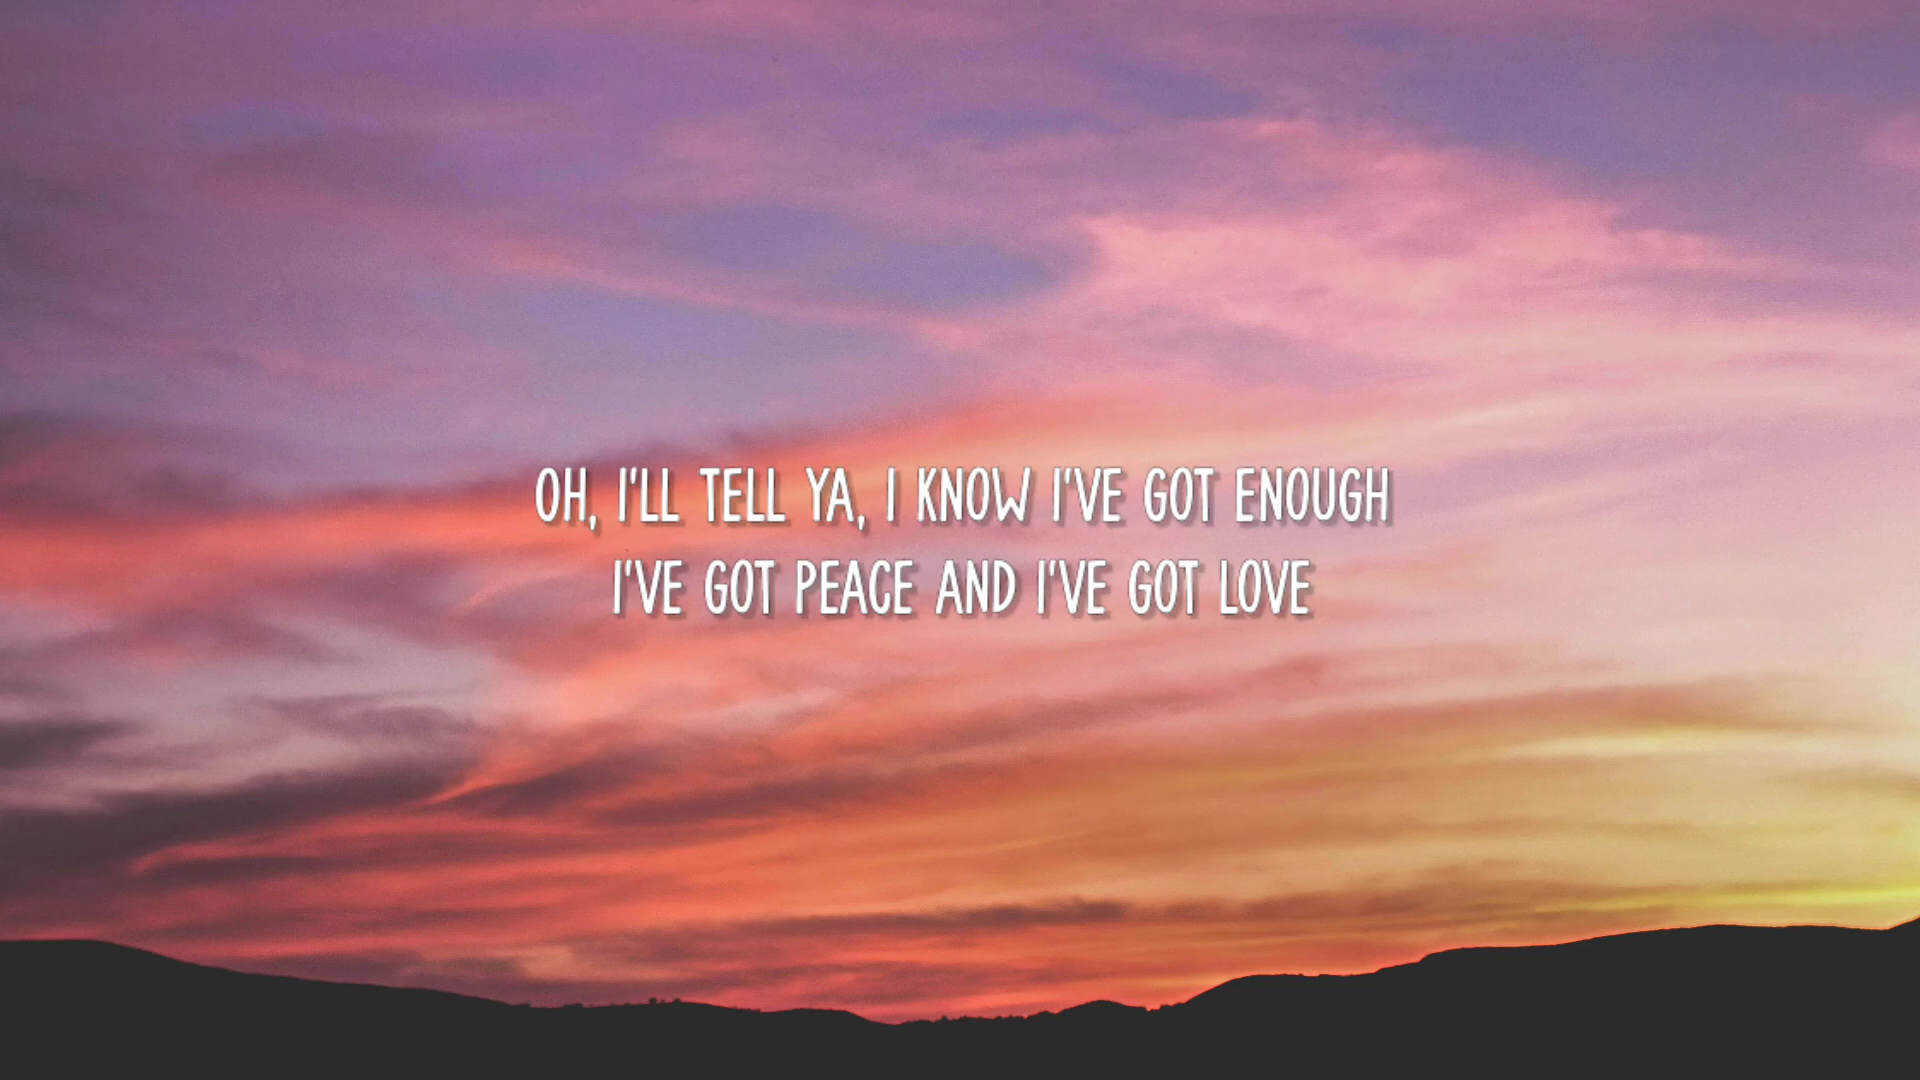 OH, I'LL TELL YA, I KNOW I'VE GOT ENOUGH
I'VE GOT PEACE AND I'VE GOT LOVE